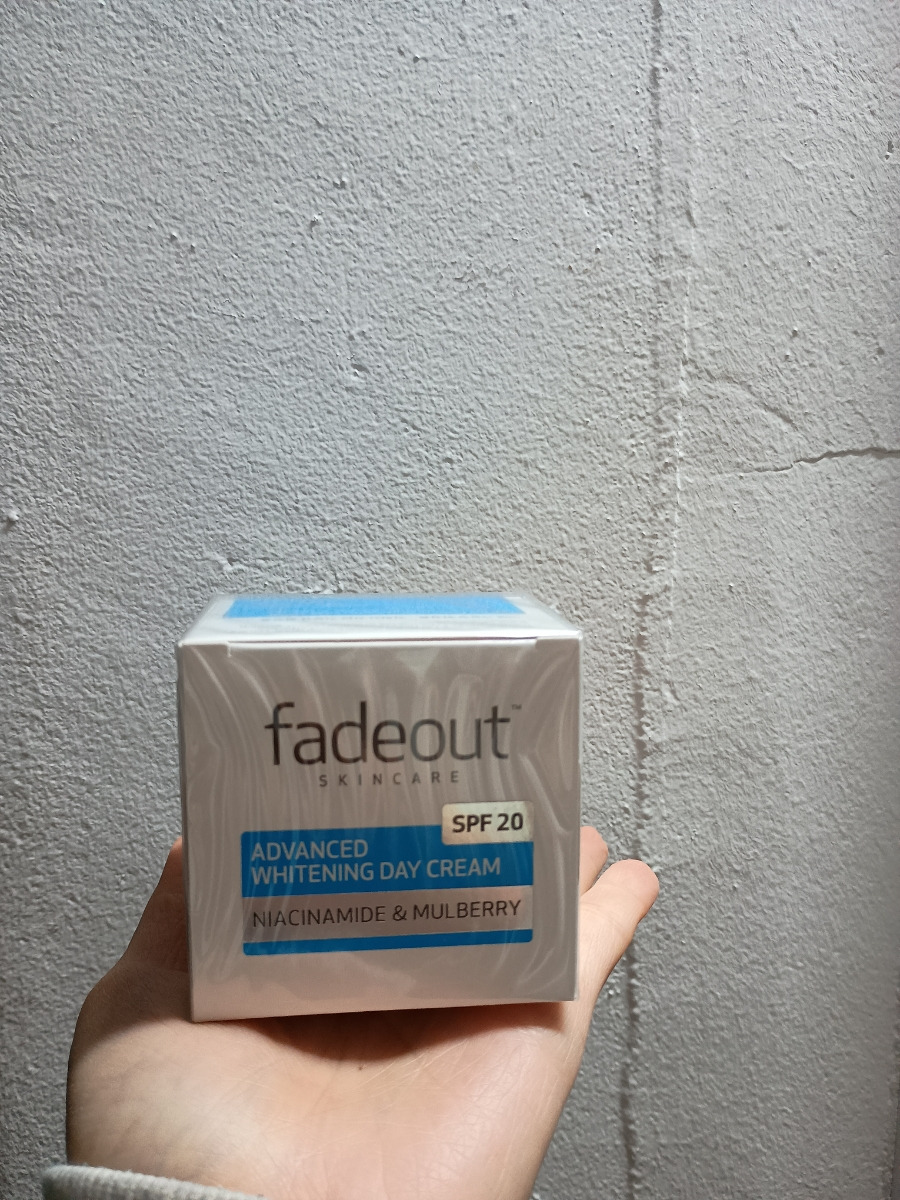 fadeout™
SKINCARE
SPF 20
ADVANCED
WHITENING DAY CREAM
NIACINAMIDE & MULBERRY